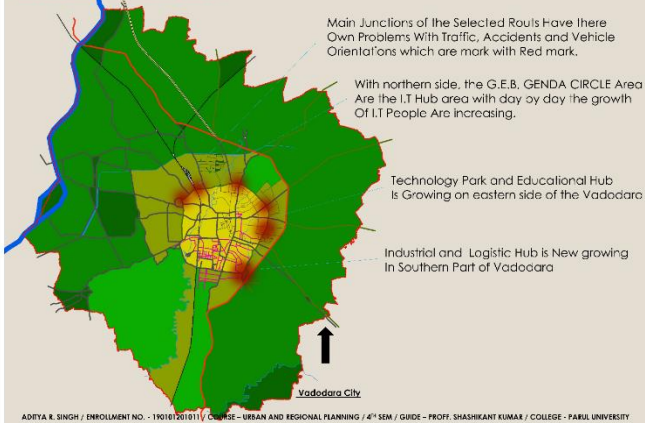 Main Junctions of the Selected Routs Have there
Own Problems With Traffic, Accidents and Vehicle
Orientations which are mark with Red mark.
With northern side, the G.E.B, GENDA CIRCLE Area
Are the I.T Hub area with day by day the growth
Of I.T People Are increasing.
Technology Park and Educational Hub
Is Growing on eastern side of the Vadodara
Industrial and Logistic Hub is New growing
In Southern Part of Vadodara
Vadodara City
ADITYA R. SINGH / ENROLLMENT NO. - 190101201011 / COURSE – URBAN AND REGIONAL PLANNING / 4TH SEM / GUIDE – PROFF. SHASHIKANT KUMAR / COLLEGE - PARUL UNIVERSITY